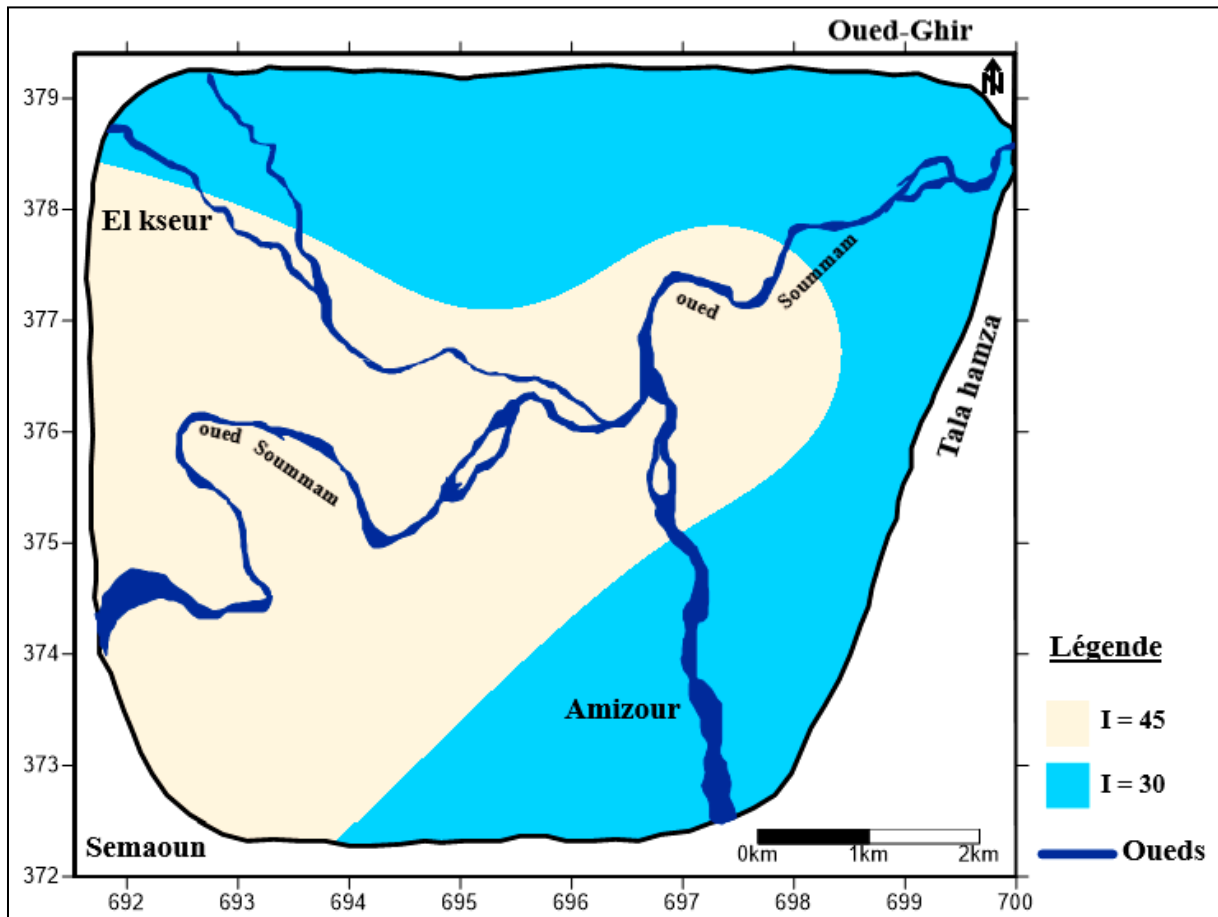 Oued-Ghir
N
379
378
El kseur
377
oued
Soummam
Tala hamza
376
oued
Soummam
375
374
Amizour
373
Semaoun
372
0km
1km
2km
692
693
694
695
696
697
698
699
700
Légende
I = 45
I = 30
Oueds